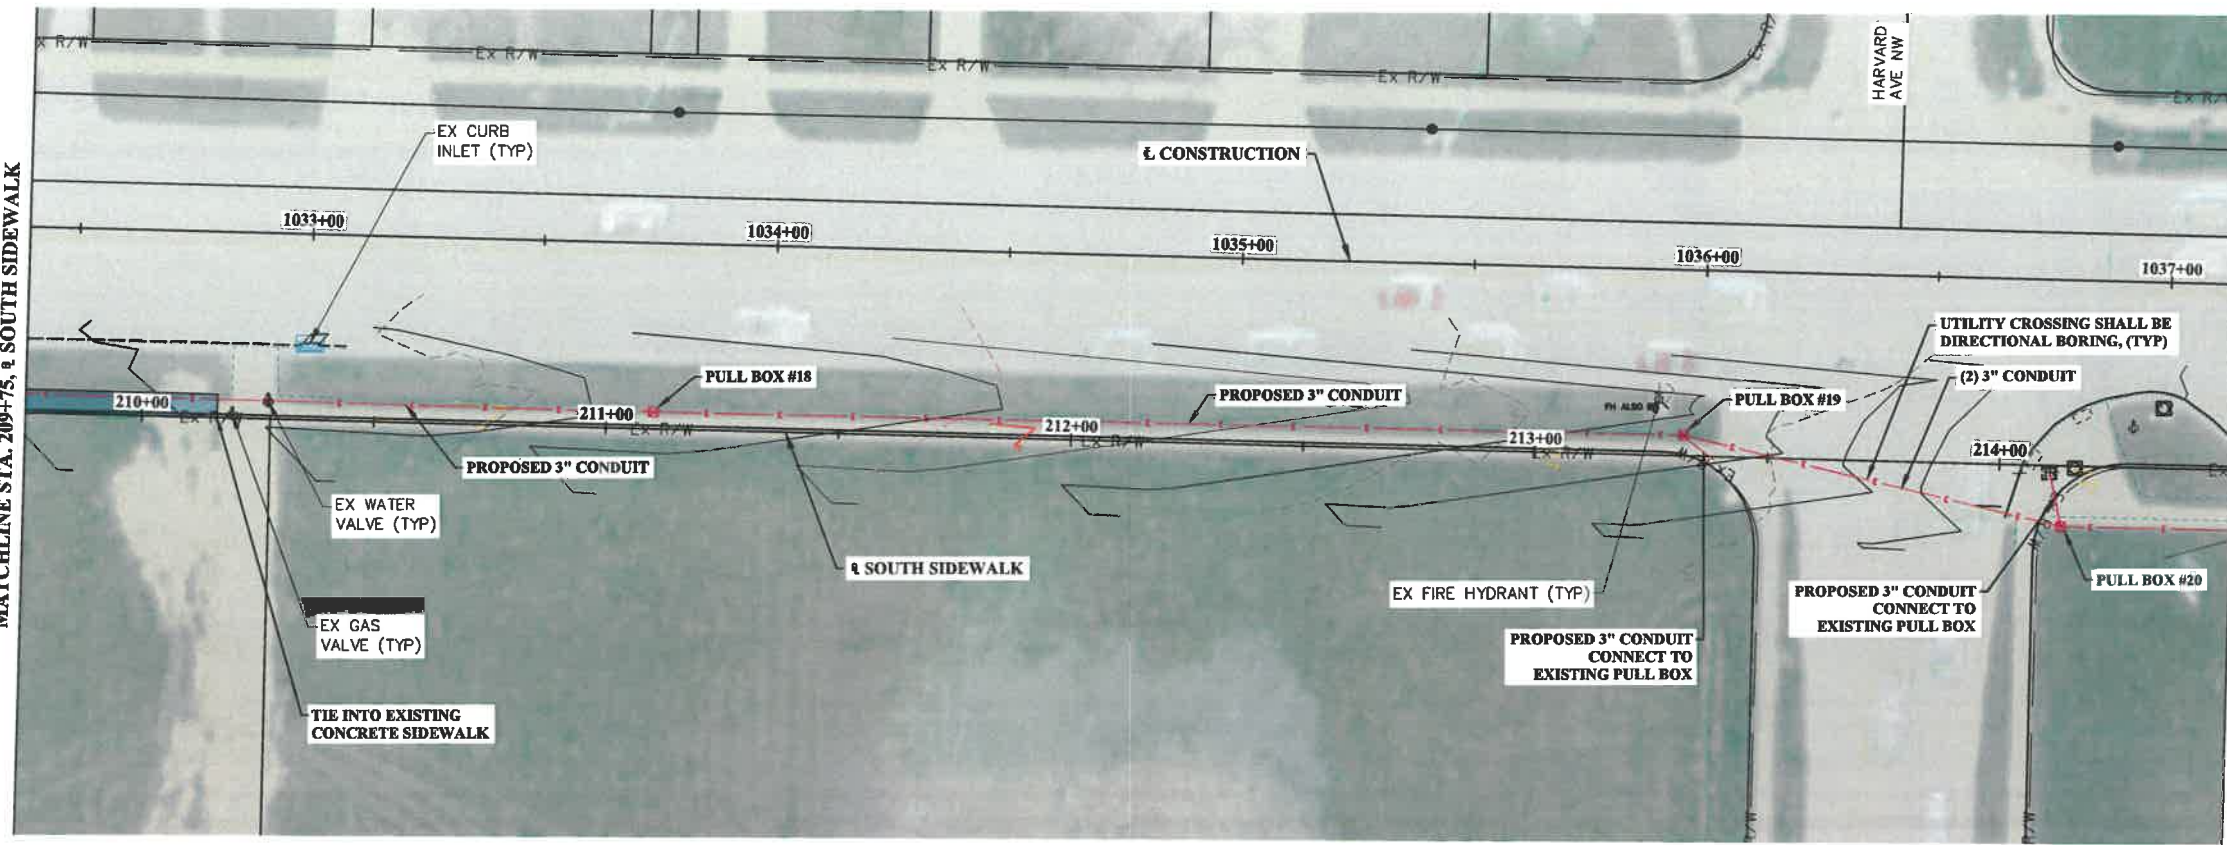 MATCHLINE STA. 209+75, ℄ SOUTH SIDEWALK
Ex R/W
Ex R/W
Ex R/W
Ex R/W
HARVARD
AVE NW
EX CURB
INLET (TYP)
℄ CONSTRUCTION
1033+00
1034+00
1035+00
1036+00
1037+00
UTILITY CROSSING SHALL BE
DIRECTIONAL BORING, (TYP)
(2) 3" CONDUIT
PULL BOX #18
PROPOSED 3" CONDUIT
FH ALSO
PULL BOX #19
210+00
211+00
212+00
213+00
214+00
Ex R/W
Ex R/W
Ex R/W
PROPOSED 3" CONDUIT
EX WATER
VALVE (TYP)
℄ SOUTH SIDEWALK
EX FIRE HYDRANT (TYP)
PROPOSED 3" CONDUIT
CONNECT TO
EXISTING PULL BOX
PULL BOX #20
EX GAS
VALVE (TYP)
PROPOSED 3" CONDUIT
CONNECT TO
EXISTING PULL BOX
TIE INTO EXISTING
CONCRETE SIDEWALK